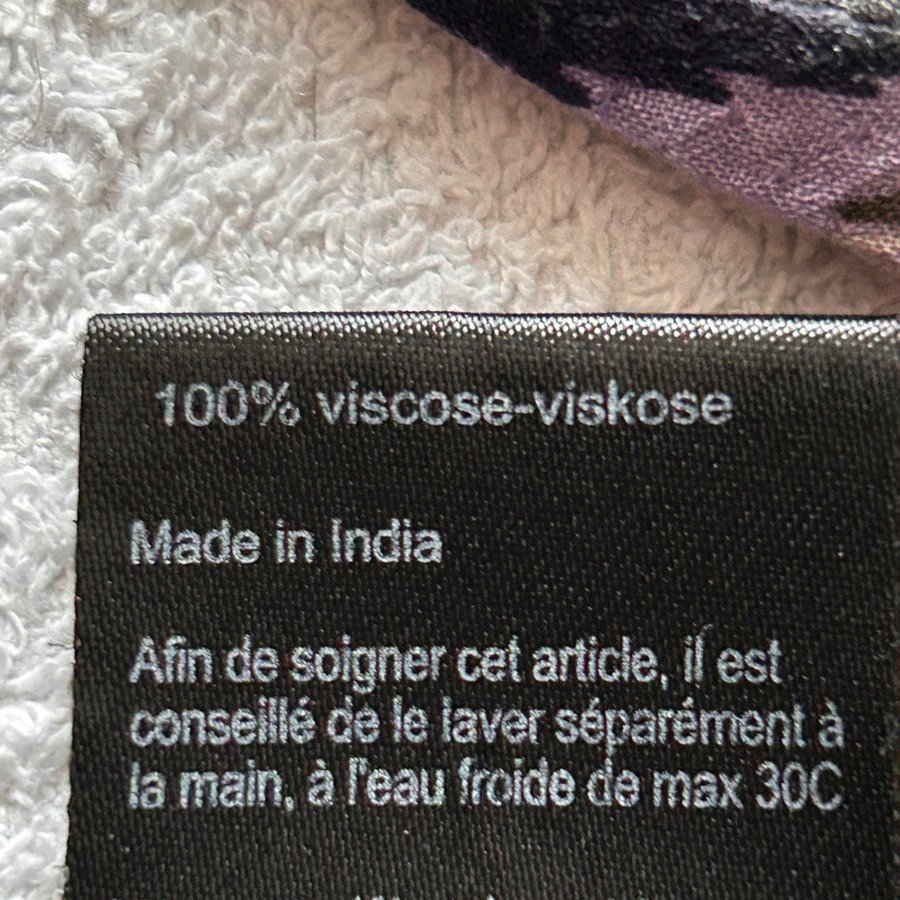 100% viscose-viskose
Made in India
Afin de soigner cet article, il est
conseillé de le laver séparément à
la main, à l'eau froide de max 30C